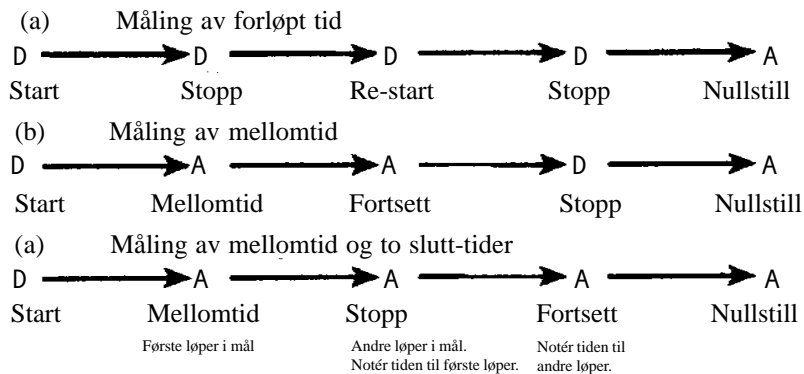 (a) Måling av forløpt tid
D D D D A
Start Stopp Re-start Stopp Nullstill
(b) Måling av mellomtid
D A A D A
Start Mellomtid Fortsett Stopp Nullstill
(a) Måling av mellomtid og to slutt-tider
D A A A A
Start Mellomtid Stopp Fortsett Nullstill
Første løper i mål Andre løper i mål. Notér tiden til
Notér tiden til første løper. andre løper.